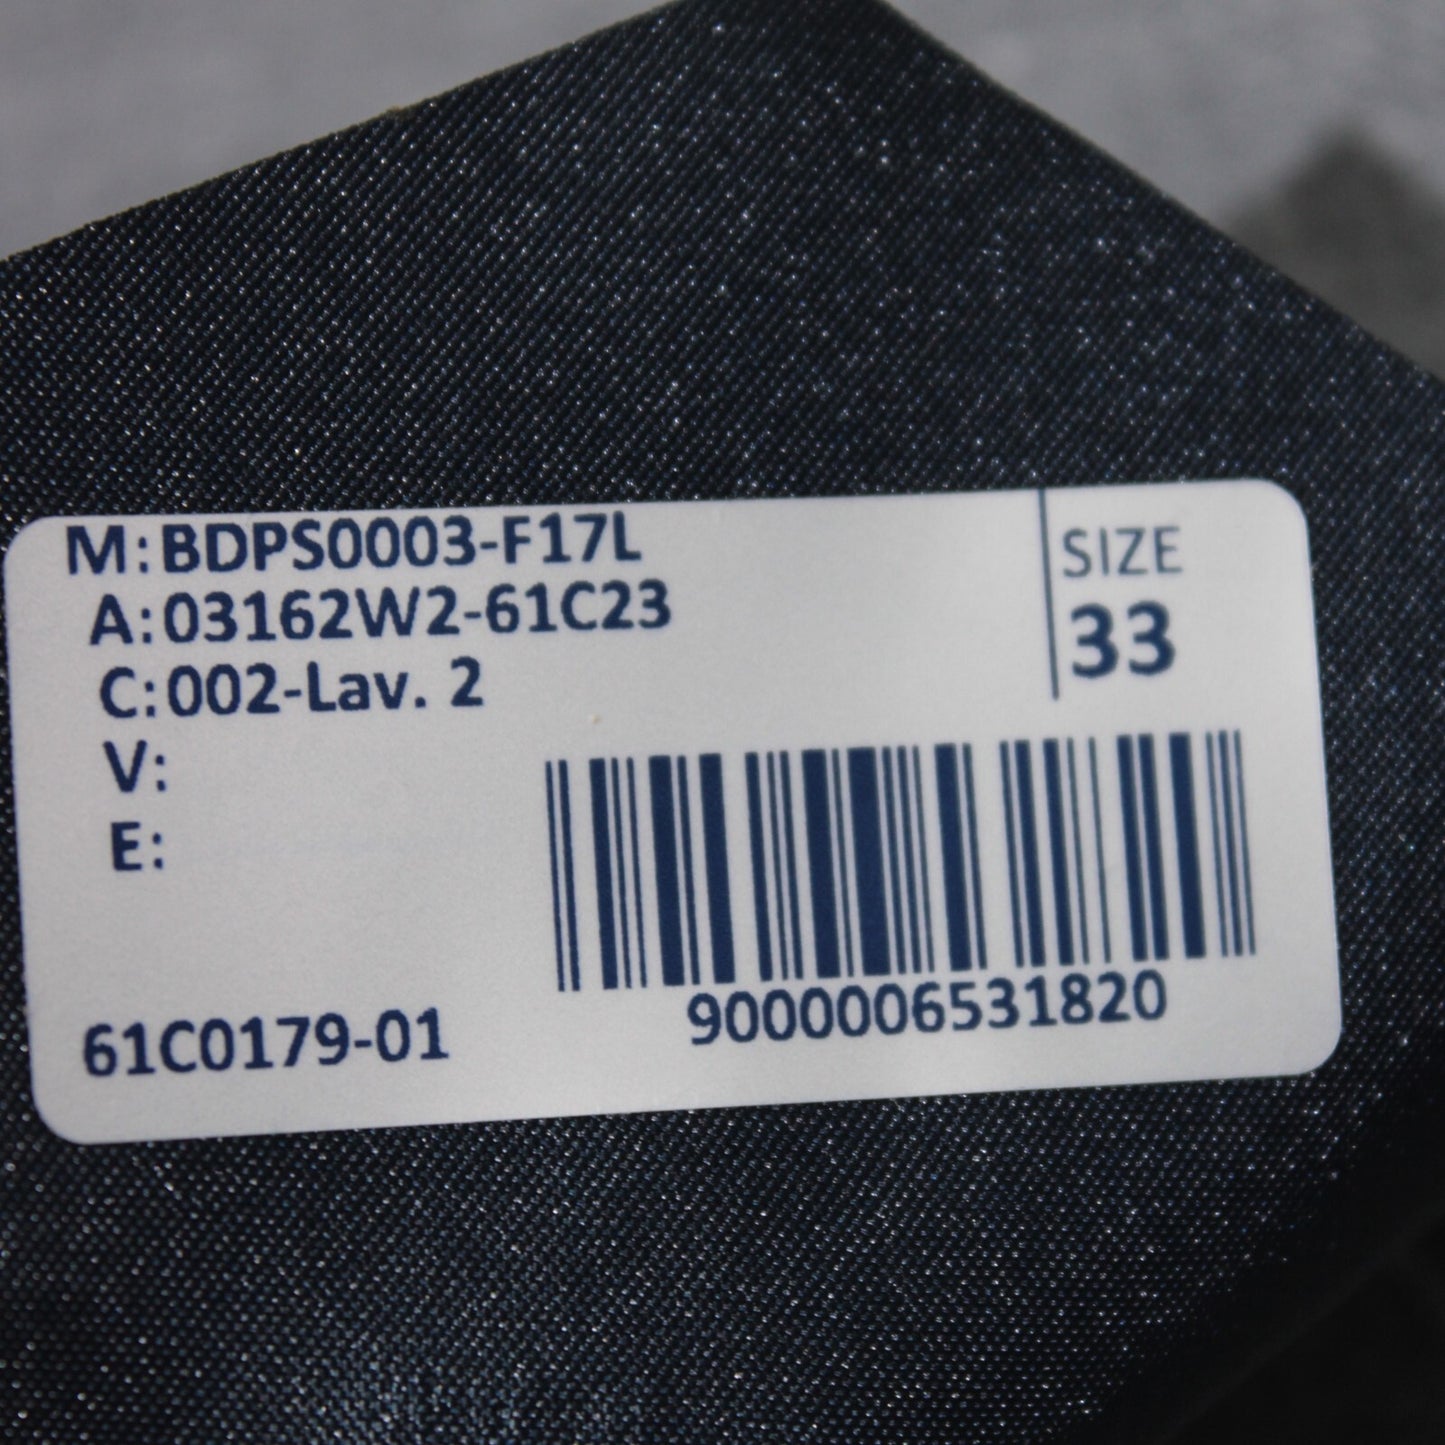 M: BDPS0003-F17L
A: 03162W2-61C23
C: 002-Lav. 2
V:
E:
SIZE
33
61C0179-01
9000006531820